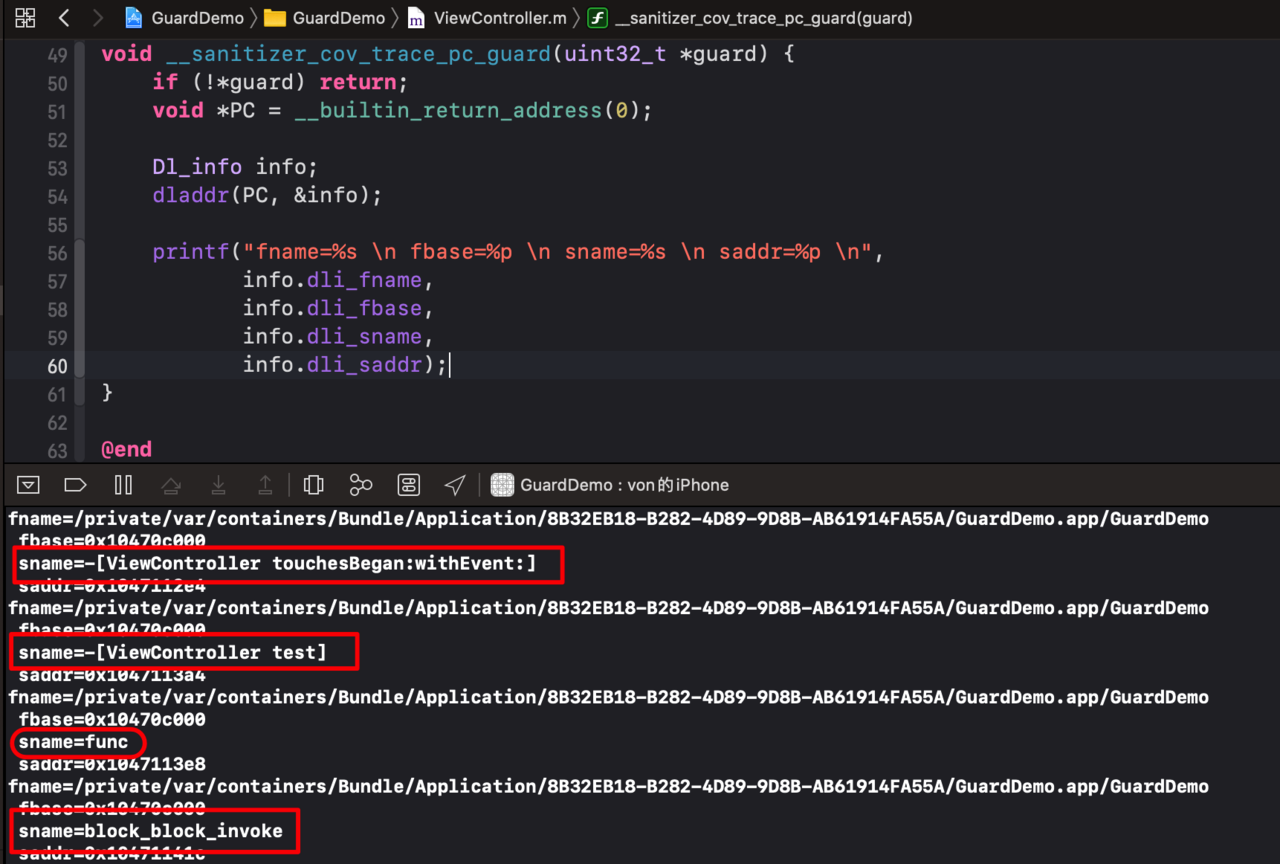 GuardDemo GuardDemo m ViewController.m f __sanitizer_cov_trace_pc_guard(guard)
49 void __sanitizer_cov_trace_pc_guard(uint32_t *guard) {
50 if (!*guard) return;
51 void *PC = __builtin_return_address(0);
52
53 Dl_info info;
54 dladdr(PC, &info);
55
56 printf("fname=%s \n fbase=%p \n sname=%s \n saddr=%p \n",
57 info.dli_fname,
58 info.dli_fbase,
59 info.dli_sname,
60 info.dli_saddr);
61 }
62
63 @end
GuardDemo : von的iPhone
fname=/private/var/containers/Bundle/Application/8B32EB18-B282-4D89-9D8B-AB61914FA55A/GuardDemo.app/GuardDemo
fbase=0x10470c000
sname=-[ViewController touchesBegan:withEvent:]
saddr=0x1047112e4
fname=/private/var/containers/Bundle/Application/8B32EB18-B282-4D89-9D8B-AB61914FA55A/GuardDemo.app/GuardDemo
fbase=0x10470c000
sname=-[ViewController test]
saddr=0x1047113a4
fname=/private/var/containers/Bundle/Application/8B32EB18-B282-4D89-9D8B-AB61914FA55A/GuardDemo.app/GuardDemo
fbase=0x10470c000
sname=func
saddr=0x1047113e8
fname=/private/var/containers/Bundle/Application/8B32EB18-B282-4D89-9D8B-AB61914FA55A/GuardDemo.app/GuardDemo
fbase=0x10470c000
sname=block_block_invoke
saddr=0x10471141c